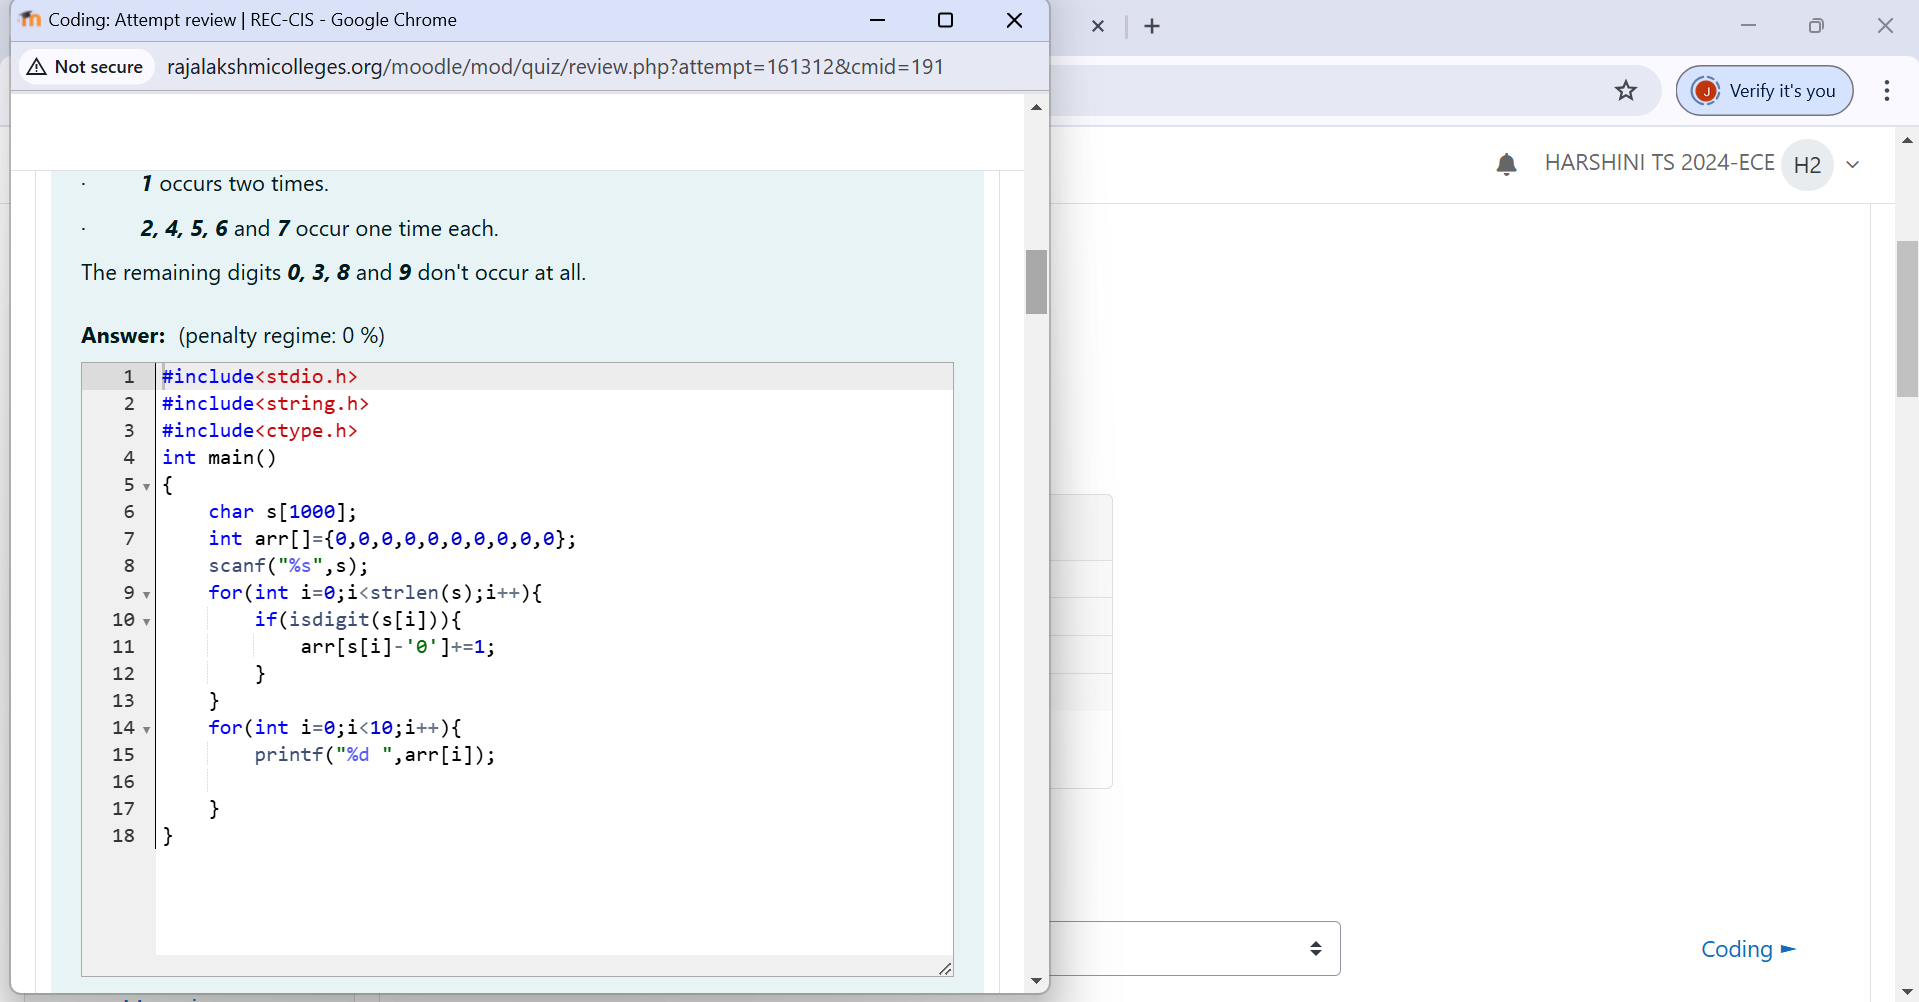 Coding: Attempt review | REC-CIS - Google Chrome
Not secure rajalakshmicolleges.org/moodle/mod/quiz/review.php?attempt=161312&cmid=191
Verify it's you
J
HARSHINI TS 2024-ECE H2
· 1 occurs two times.
· 2, 4, 5, 6 and 7 occur one time each.
The remaining digits 0, 3, 8 and 9 don't occur at all.
Answer: (penalty regime: 0 %)
1 #include<stdio.h>
2 #include<string.h>
3 #include<ctype.h>
4 int main()
5 {
6 char s[1000];
7 int arr[]={0,0,0,0,0,0,0,0,0,0};
8 scanf("%s",s);
9 for(int i=0;i<strlen(s);i++){
10 if(isdigit(s[i])){
11 arr[s[i]-'0']+=1;
12 }
13 }
14 for(int i=0;i<10;i++){
15 printf("%d ",arr[i]);
16
17 }
18 }
Coding ►